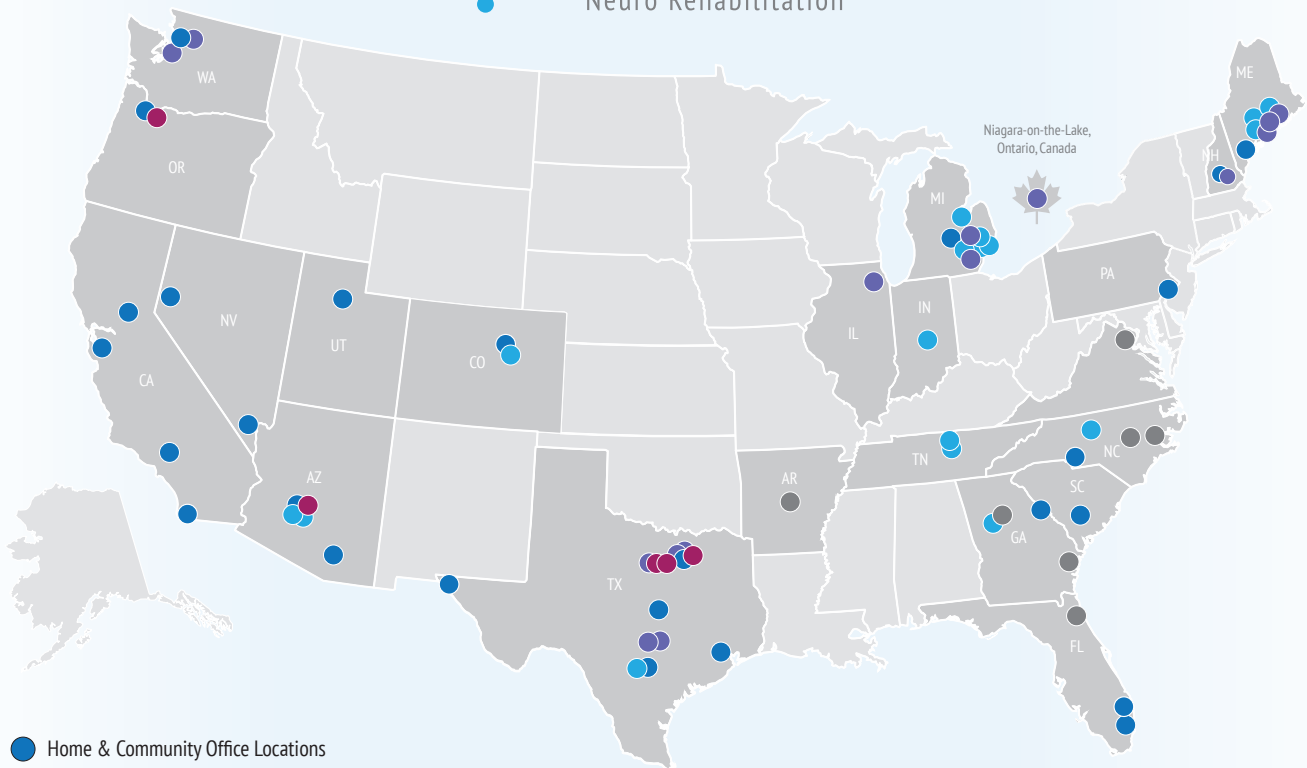 Neuro Rehabilitation
WA
ME
OR
Niagara-on-the-Lake,
Ontario, Canada
NH
MI
PA
NV
UT
CO
IL
IN
CA
AZ
TN
NC
AR
SC
GA
TX
FL
Home & Community Office Locations